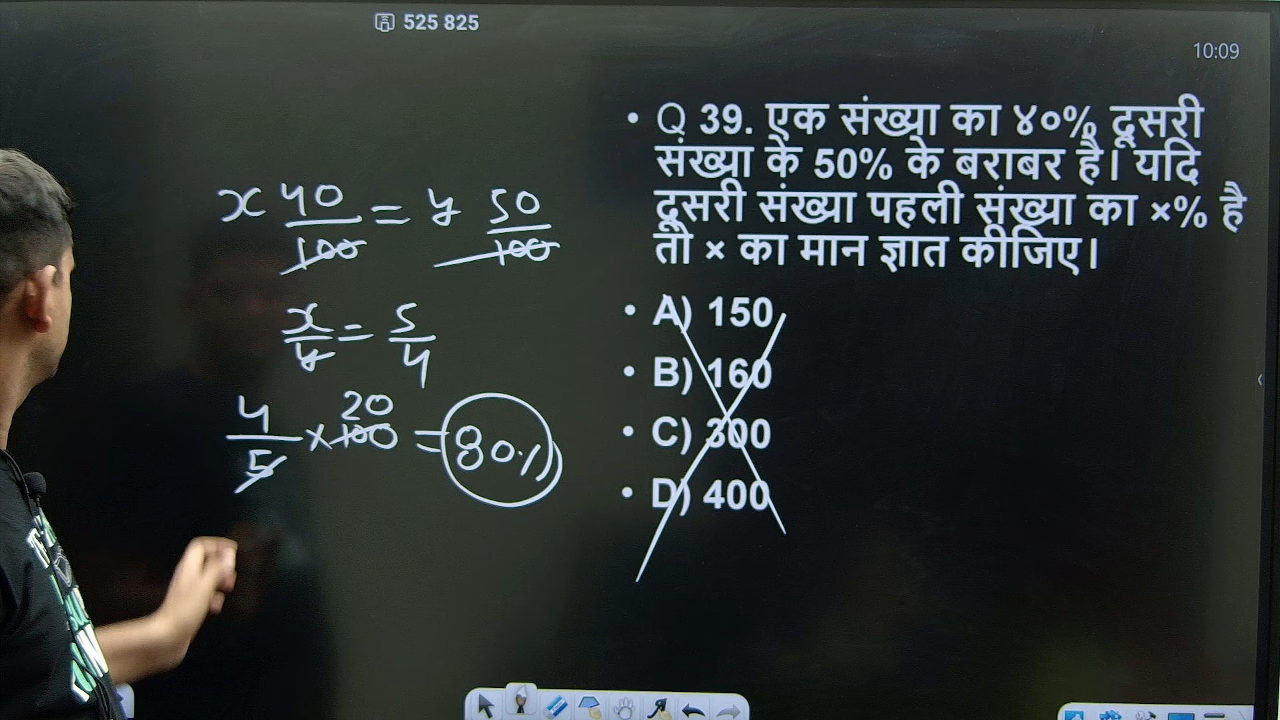 525 825
10:09
• Q 39. एक संख्या का ४०% दूसरी
संख्या के 50% के बराबर है। यदि
दूसरी संख्या पहली संख्या का ×% है
तो × का मान ज्ञात कीजिए।
• A) 150
• B) 160
• C) 300
• D) 400
x 40/100 = y 50/100
x/y = 5/4
4/5 × 100 20 = 80%